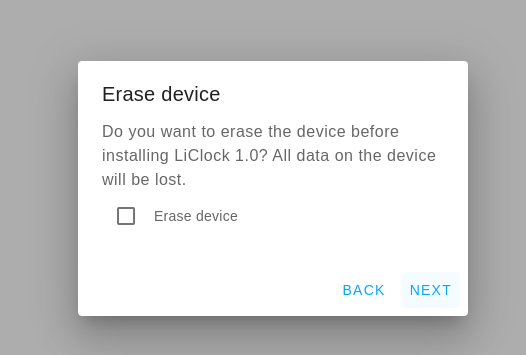 Erase device
Do you want to erase the device before
installing LiClock 1.0? All data on the device
will be lost.
Erase device
BACK NEXT